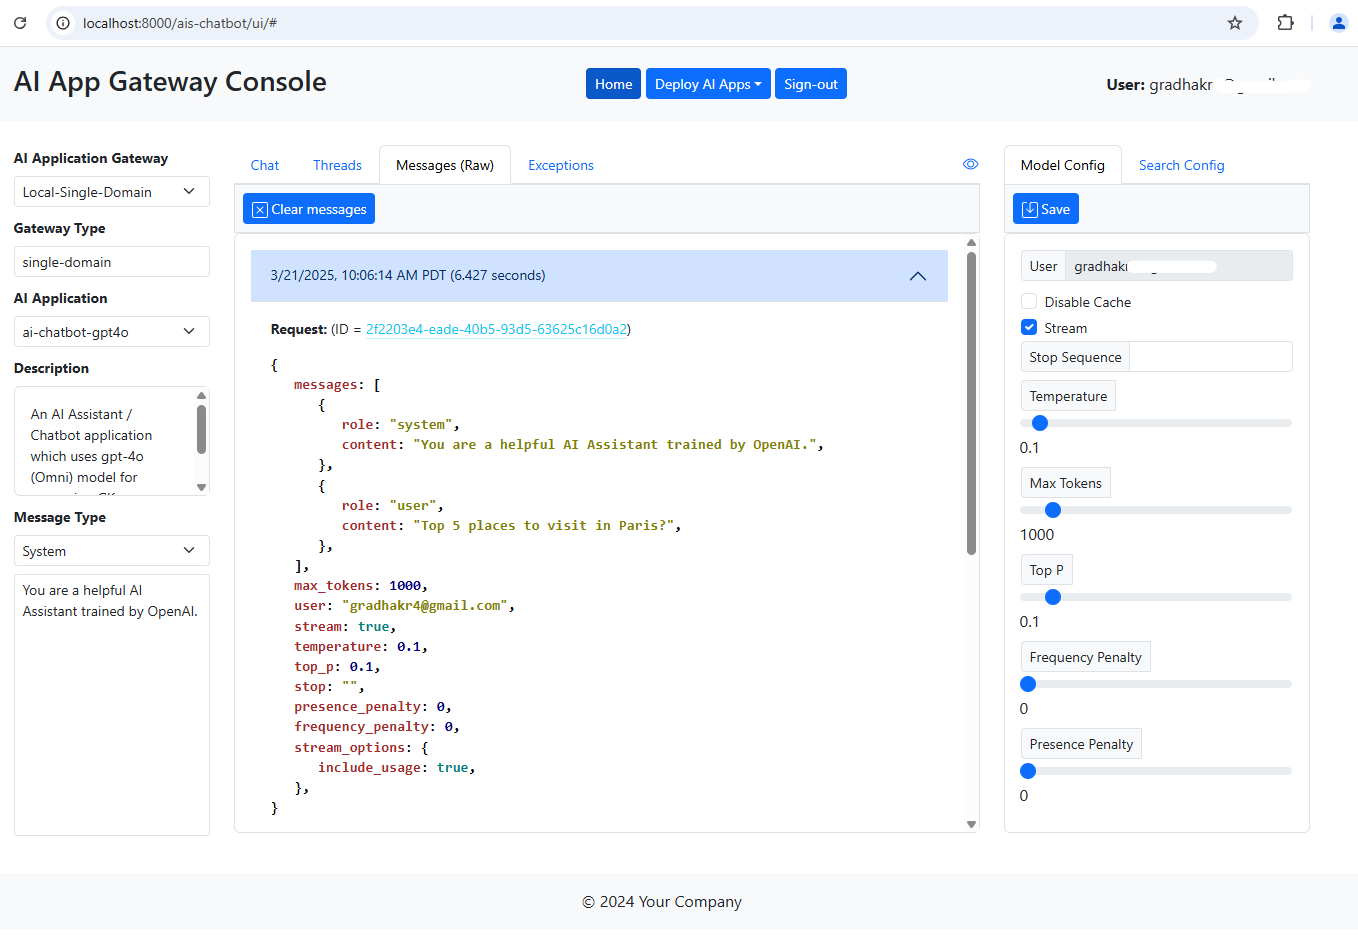 localhost:8000/ais-chatbot/ui/#
AI App Gateway Console
Home
Deploy AI Apps
Sign-out
User: gradhakr
AI Application Gateway
Local-Single-Domain
Gateway Type
single-domain
AI Application
ai-chatbot-gpt4o
Description
An AI Assistant /
Chatbot application
which uses gpt-4o
(Omni) model for
Message Type
System
You are a helpful AI
Assistant trained by OpenAI.
Chat
Threads
Messages (Raw)
Exceptions
Clear messages
3/21/2025, 10:06:14 AM PDT (6.427 seconds)
Request: (ID = 2f2203e4-eade-40b5-93d5-63625c16d0a2)
{
messages: [
{
role: "system",
content: "You are a helpful AI Assistant trained by OpenAI.",
},
{
role: "user",
content: "Top 5 places to visit in Paris?",
},
],
max_tokens: 1000,
user: "gradhakr4@gmail.com",
stream: true,
temperature: 0.1,
top_p: 0.1,
stop: "",
presence_penalty: 0,
frequency_penalty: 0,
stream_options: {
include_usage: true,
},
}
Model Config
Search Config
Save
User gradhak
Disable Cache
Stream
Stop Sequence
Temperature
0.1
Max Tokens
1000
Top P
0.1
Frequency Penalty
0
Presence Penalty
0
© 2024 Your Company